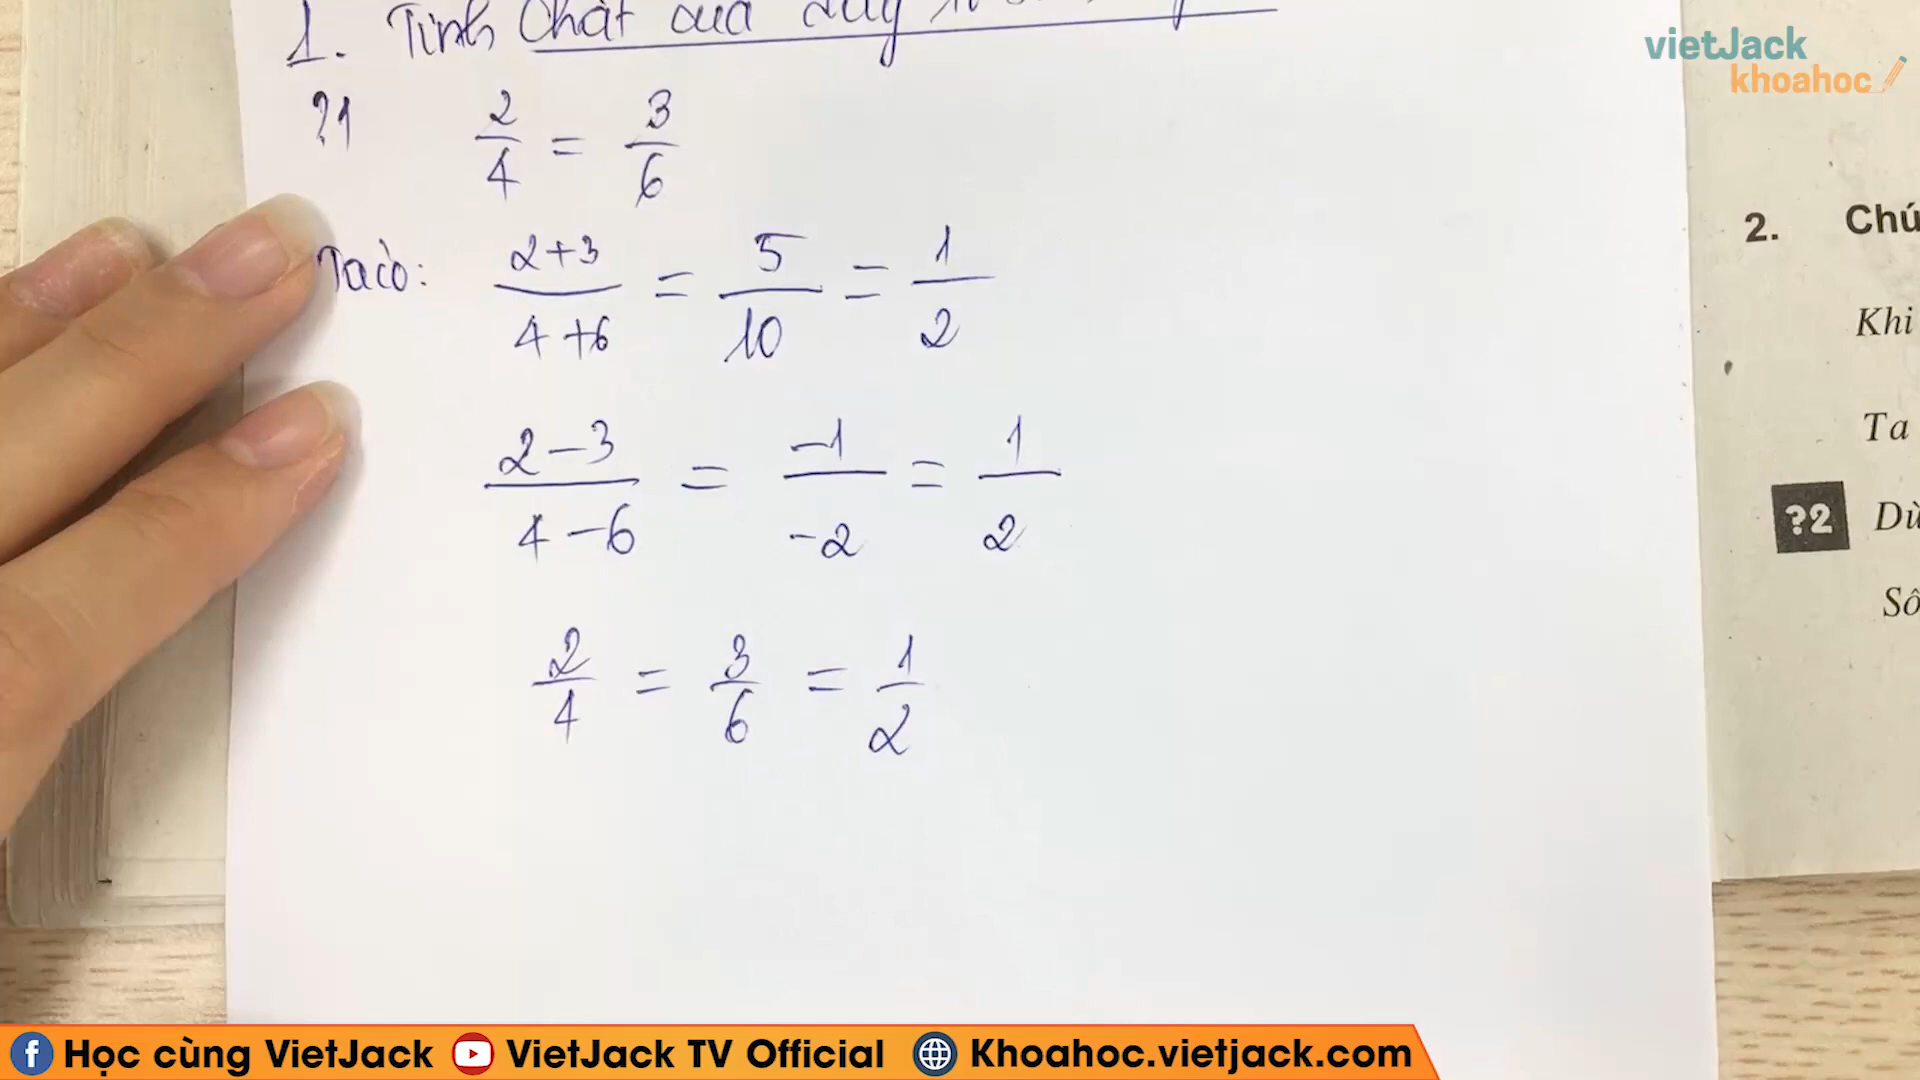 1. Tính chất của dãy
?1 2/4 = 3/6
Ta có: 2+3/4+6 = 5/10 = 1/2
2-3/4-6 = -1/-2 = 1/2
2/4 = 3/6 = 1/2
vietJack
khoahoc
2. Chú
Khi
Ta
?2 Dù
Số
Học cùng VietJack VietJack TV Official Khoahoc.vietjack.com